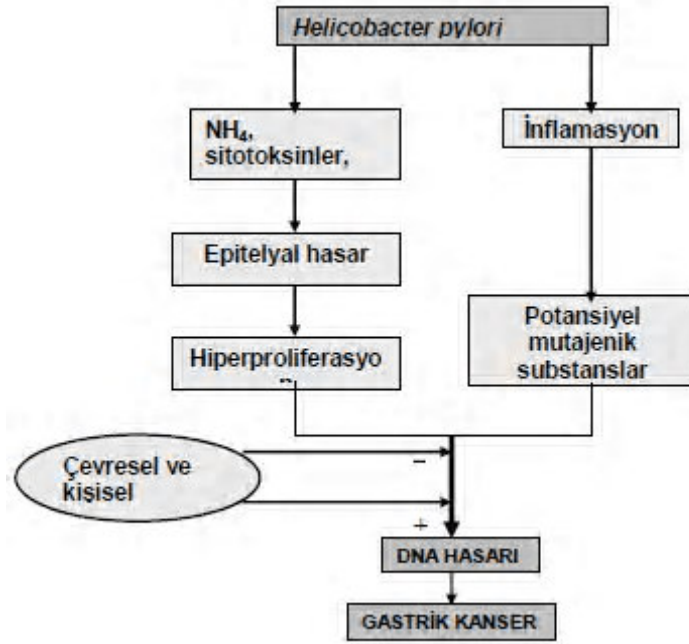 Helicobacter pylori
NH₄,
sitotoksinler,
İnflamasyon
Epitelyal hasar
Hiperproliferasyo
Potansiyel
mutajenik
substanslar
Çevresel ve
kişisel
–
+
DNA HASARI
GASTRİK KANSER